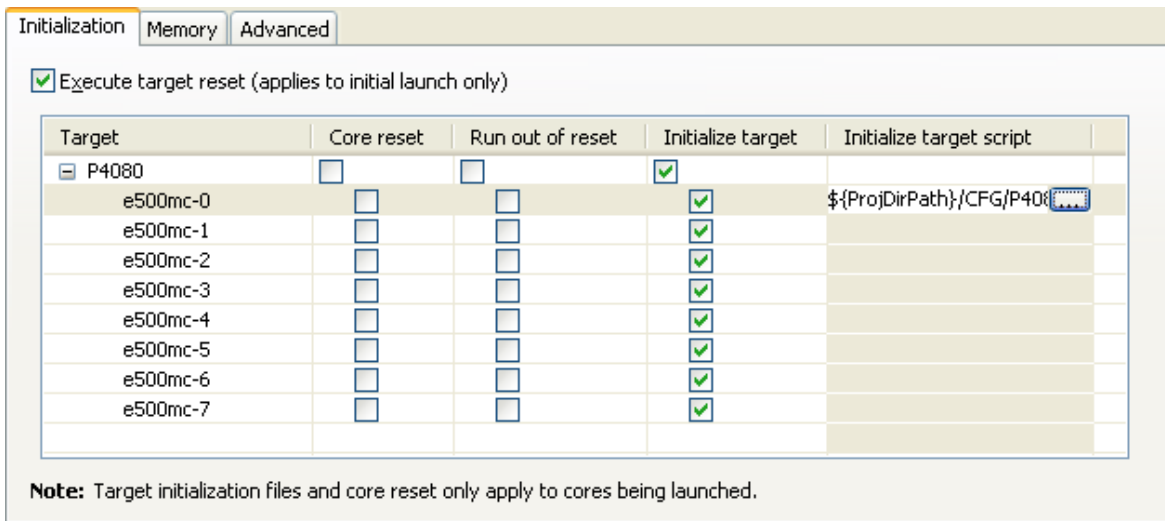 Initialization Memory Advanced
Execute target reset (applies to initial launch only)
Target Core reset Run out of reset Initialize target Initialize target script
P4080
e500mc-0 ${ProjDirPath}/CFG/P408 ...
e500mc-1
e500mc-2
e500mc-3
e500mc-4
e500mc-5
e500mc-6
e500mc-7
Note: Target initialization files and core reset only apply to cores being launched.